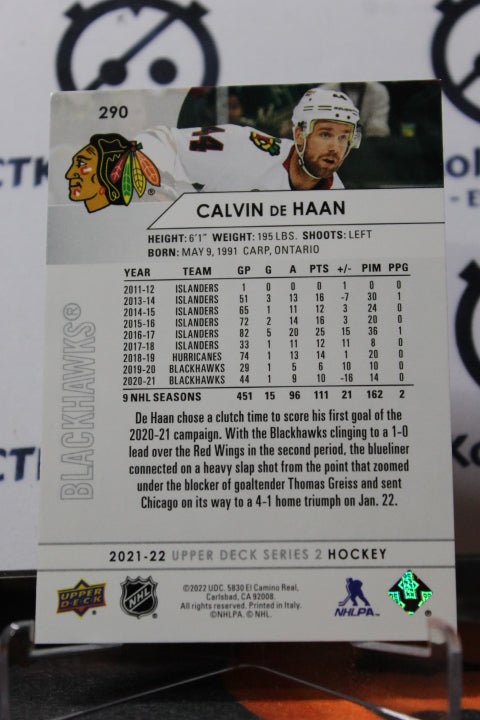 290
44
CALVIN DE HAAN
HEIGHT: 6'1" WEIGHT: 195 LBS. SHOOTS: LEFT
BORN: MAY 9, 1991 CARP, ONTARIO
YEAR TEAM GP G A PTS +/- PIM PPG
2011-12 ISLANDERS 1 0 0 0 1 0 0
2013-14 ISLANDERS 51 3 13 16 -7 30 1
2014-15 ISLANDERS 65 1 11 12 3 24 0
2015-16 ISLANDERS 72 2 14 16 3 20 0
2016-17 ISLANDERS 82 5 20 25 15 36 1
2017-18 ISLANDERS 33 1 11 12 11 8 0
2018-19 HURRICANES 74 1 13 14 1 20 0
2019-20 BLACKHAWKS 29 1 5 6 10 10 0
2020-21 BLACKHAWKS 44 1 9 10 -16 14 0
9 NHL SEASONS 451 15 96 111 21 162 2
BLACKHAWKS®
De Haan chose a clutch time to score his first goal of the
2020-21 campaign. With the Blackhawks clinging to a 1-0
lead over the Red Wings in the second period, the blueliner
connected on a heavy slap shot from the point that zoomed
under the blocker of goaltender Thomas Greiss and sent
Chicago on its way to a 4-1 home triumph on Jan. 22.
2021-22 UPPER DECK SERIES 2 HOCKEY
UPPER DECK
NHL
©2022 UDC. 5830 El Camino Real,
Carlsbad, CA 92008.
All rights reserved. Printed in Italy.
©NHLPA. © NHL.
NHLPA